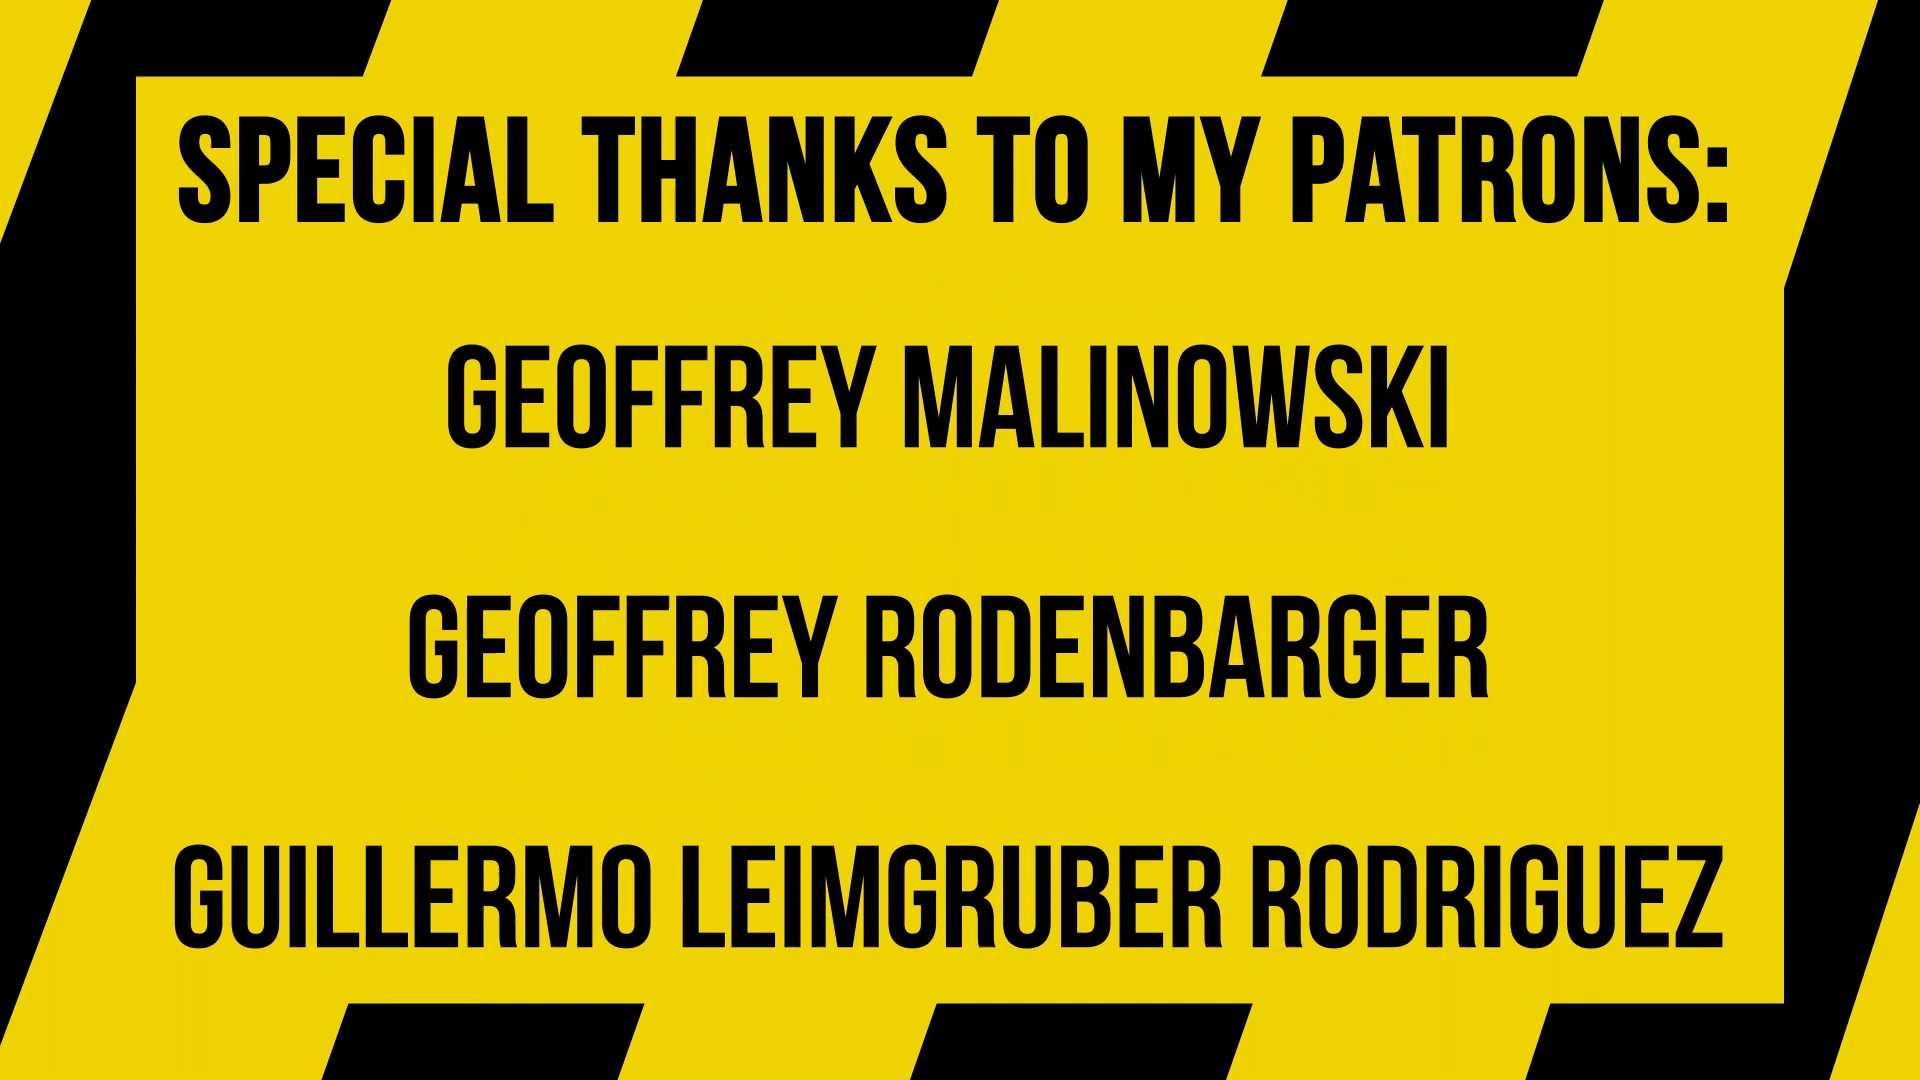 SPECIAL THANKS TO MY PATRONS:
GEOFFREY MALINOWSKI
GEOFFREY RODENBARGER
GUILLERMO LEIMGRUBER RODRIGUEZ